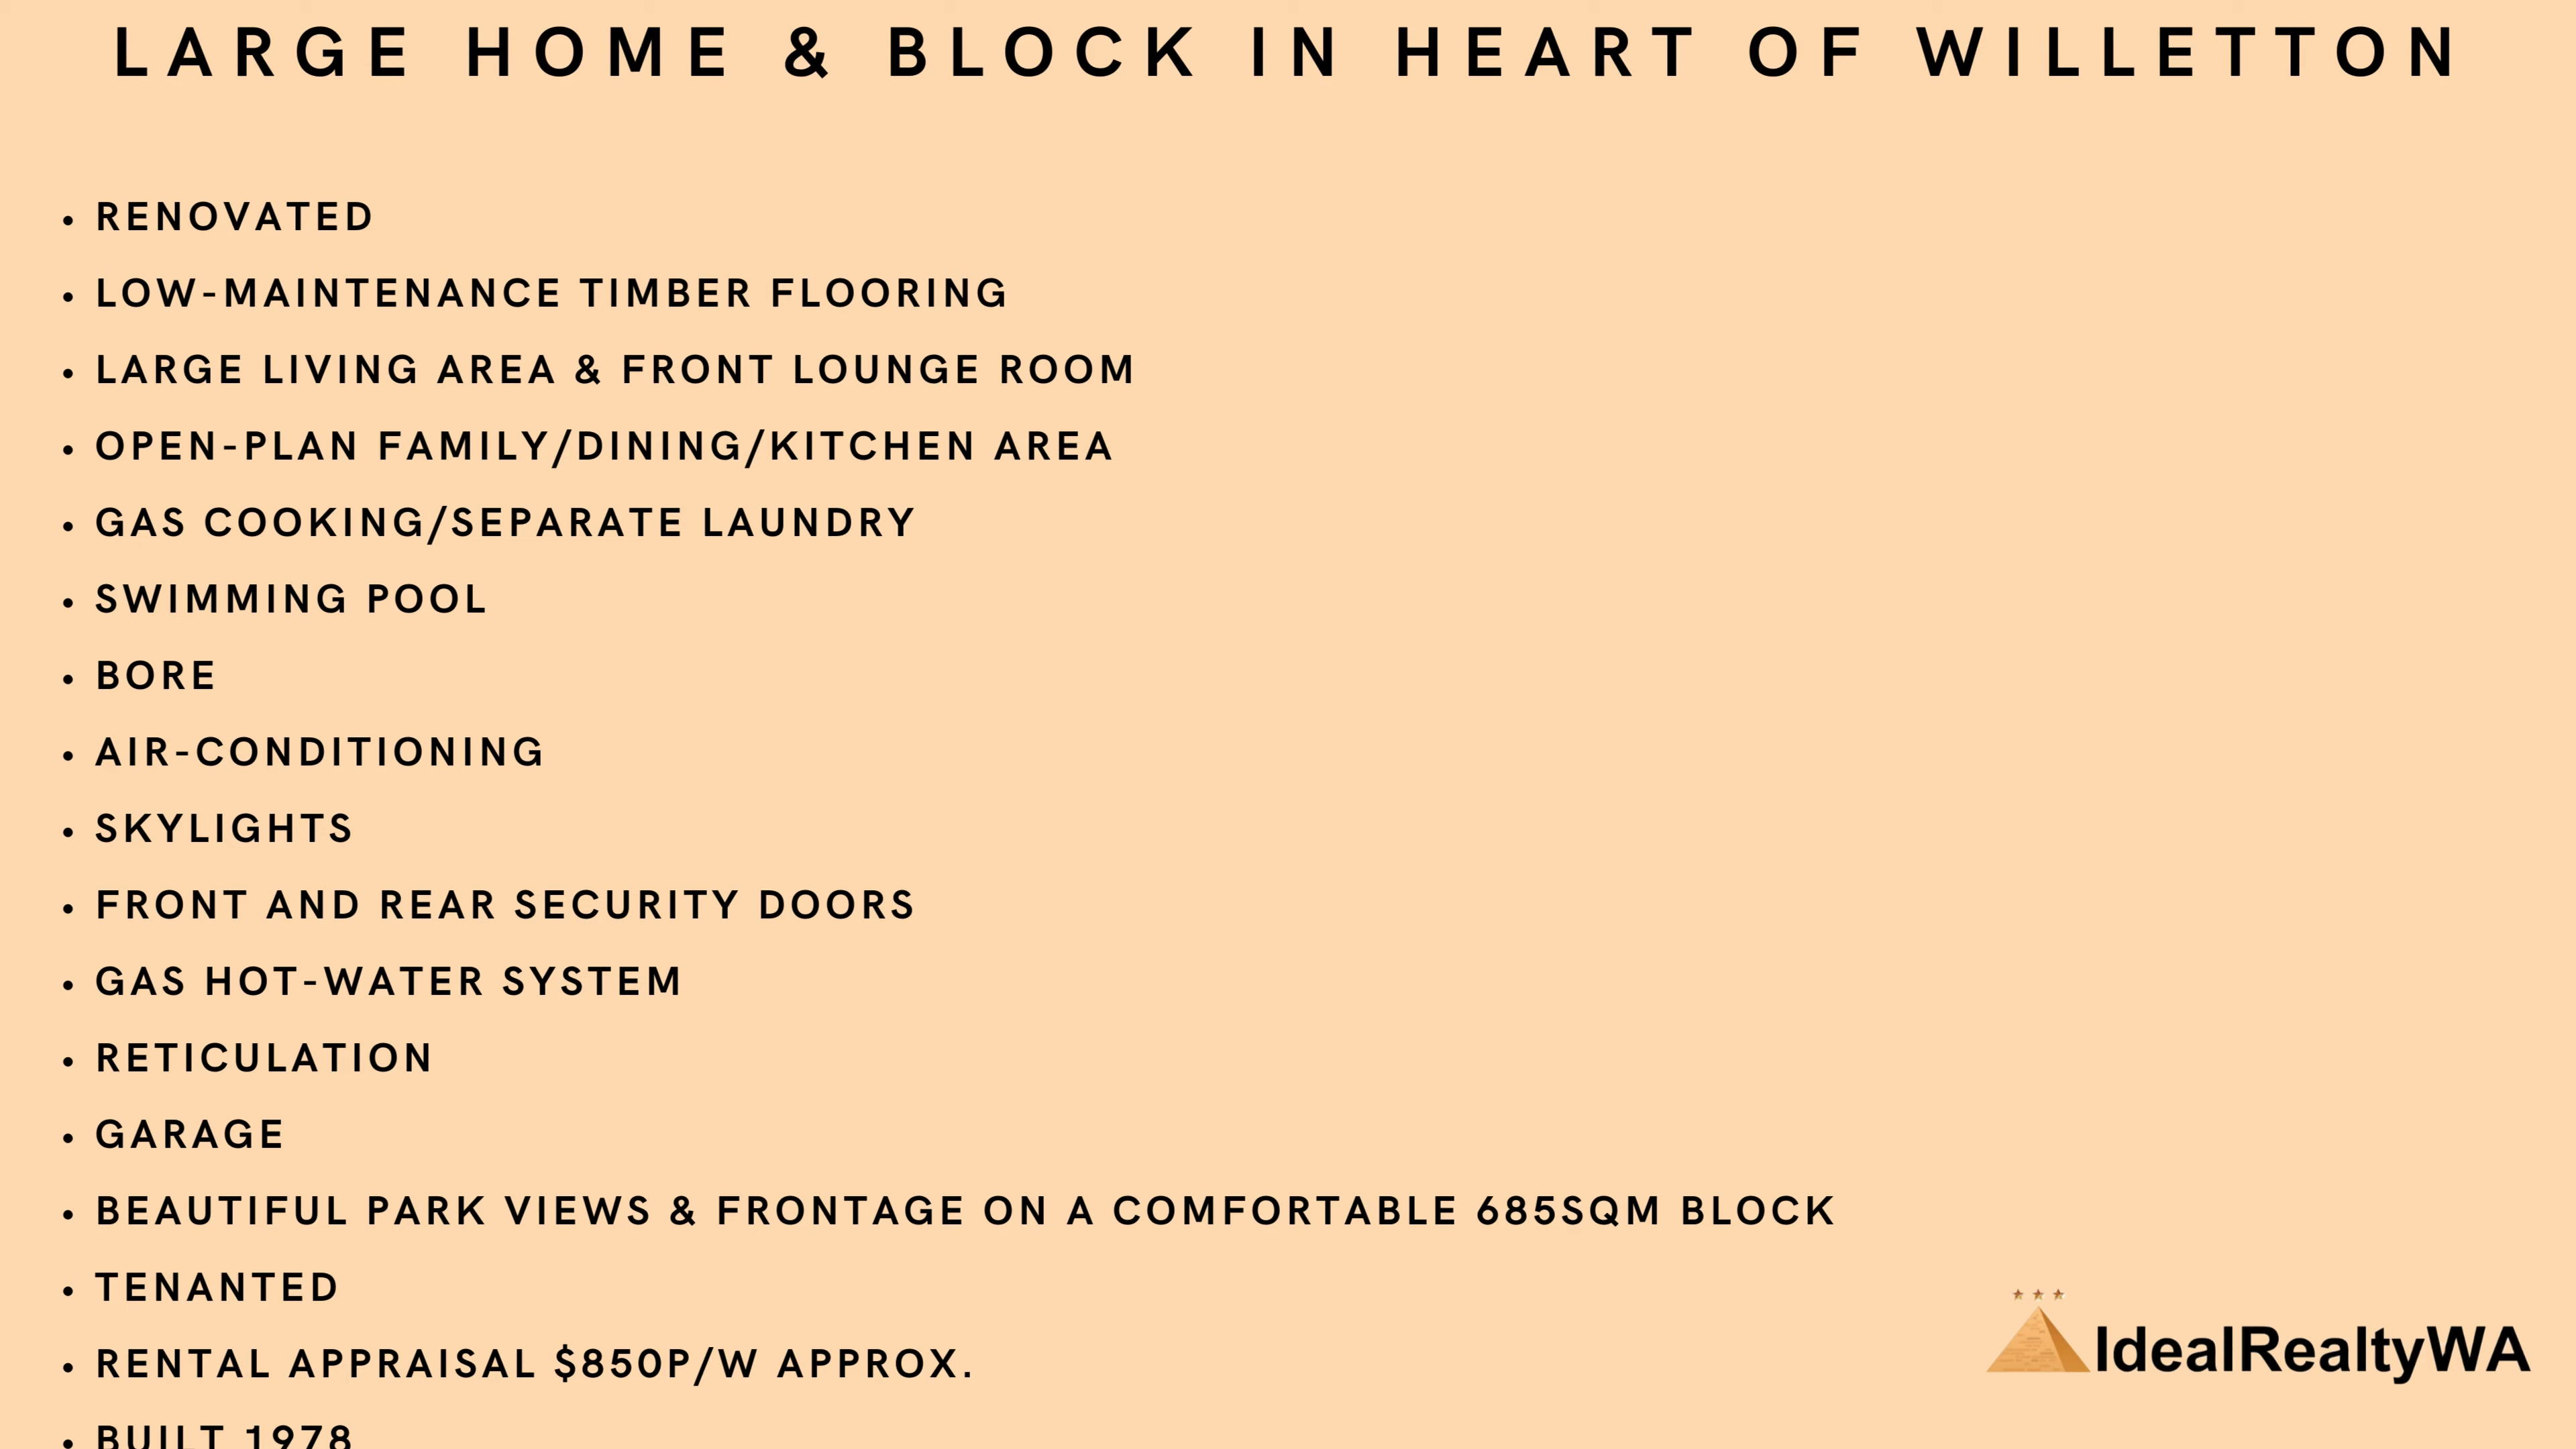 LARGE HOME & BLOCK IN HEART OF WILLETTON
• RENOVATED
• LOW-MAINTENANCE TIMBER FLOORING
• LARGE LIVING AREA & FRONT LOUNGE ROOM
• OPEN-PLAN FAMILY/DINING/KITCHEN AREA
• GAS COOKING/SEPARATE LAUNDRY
• SWIMMING POOL
• BORE
• AIR-CONDITIONING
• SKYLIGHTS
• FRONT AND REAR SECURITY DOORS
• GAS HOT-WATER SYSTEM
• RETICULATION
• GARAGE
• BEAUTIFUL PARK VIEWS & FRONTAGE ON A COMFORTABLE 685SQM BLOCK
• TENANTED
• RENTAL APPRAISAL $850P/W APPROX.
• BUILT 1978
IdealRealtyWA